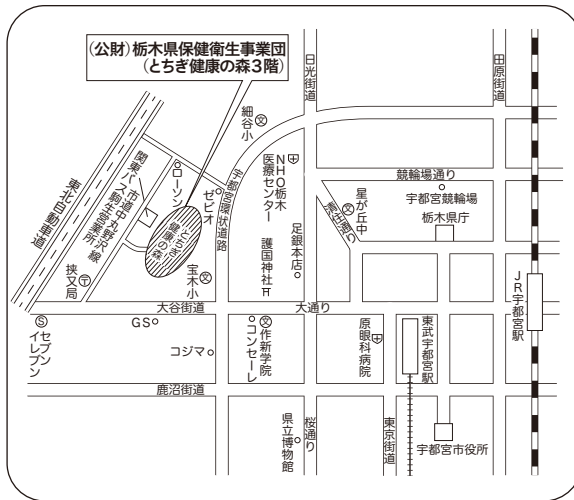 (公財)栃木県保健衛生事業団
(とちぎ健康の森3階)
日光街道
田原街道
細谷小
文
東北自動車道
関東バス駒生営業所
市道中丸野沢線
ローソン
ゼビオ
宇都宮環状道路
NHO栃木
医療センター
競輪場通り
宇都宮競輪場
星が丘中
文
栃木県庁
とちぎ
健康の森
宝木小
文
護国神社
足銀本店
挟又局
大谷街道
大通り
JR宇都宮駅
S
セブン
イレブン
GS
コジマ
文
作新学院
コンセーレ
原眼科病院
東武宇都宮駅
鹿沼街道
県立博物館
桜通り
東京街道
宇都宮市役所